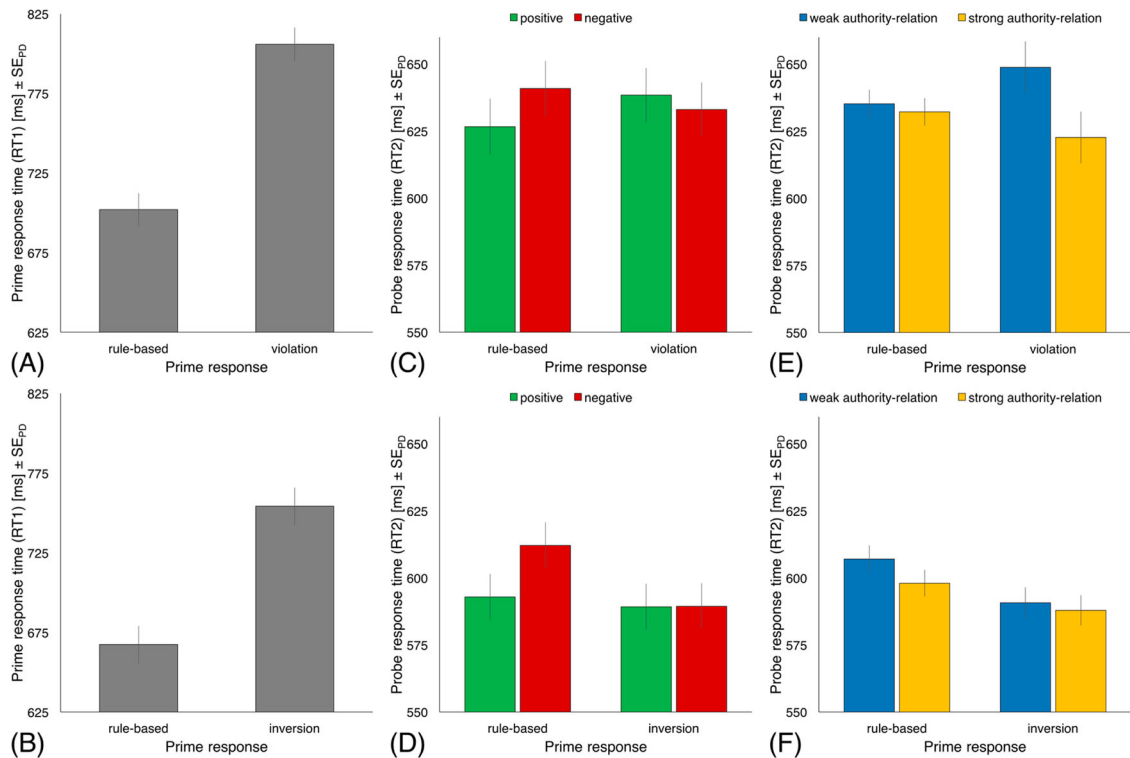 825
775
725
675
625
Prime response time (RT1) [ms] ± SEPD
rule-based violation
Prime response
(A)
positive negative
650
625
600
575
550
Probe response time (RT2) [ms] ± SEPD
rule-based violation
Prime response
(C)
weak authority-relation strong authority-relation
650
625
600
575
550
Probe response time (RT2) [ms] ± SEPD
rule-based violation
Prime response
(E)
825
775
725
675
625
Prime response time (RT1) [ms] ± SEPD
rule-based inversion
Prime response
(B)
positive negative
650
625
600
575
550
Probe response time (RT2) [ms] ± SEPD
rule-based inversion
Prime response
(D)
weak authority-relation strong authority-relation
650
625
600
575
550
Probe response time (RT2) [ms] ± SEPD
rule-based inversion
Prime response
(F)